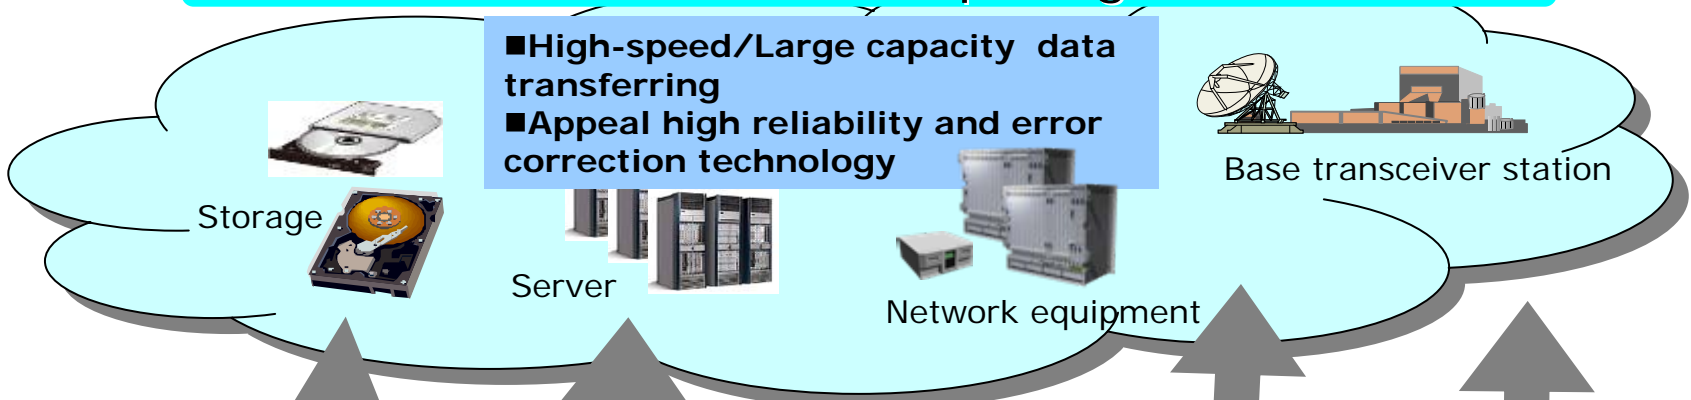 ■High-speed/Large capacity  data
transferring
■Appeal high reliability and error
correction technology
Base transceiver station
Storage
Server
Network equipment